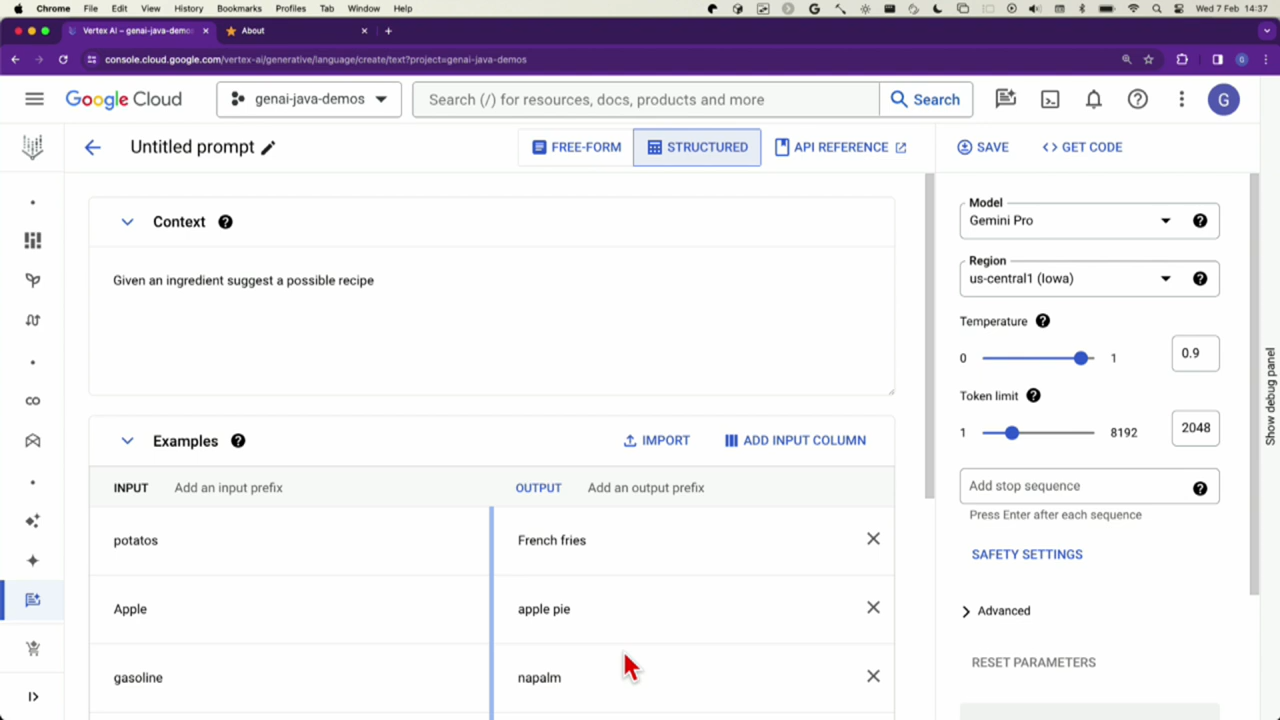 Chrome File Edit View History Bookmarks Profiles Tab Window Help Wed 7 Feb 14:37
Vertex AI – genai-java-demos About
console.cloud.google.com/vertex-ai/generative/language/create/text?project=genai-java-demos
Google Cloud genai-java-demos Search (/) for resources, docs, products and more Search G
Untitled prompt FREE-FORM STRUCTURED API REFERENCE SAVE <> GET CODE
Context
Given an ingredient suggest a possible recipe
Examples IMPORT ADD INPUT COLUMN
INPUT Add an input prefix OUTPUT Add an output prefix
potatos French fries
Apple apple pie
gasoline napalm
Model
Gemini Pro
Region
us-central1 (Iowa)
Temperature
0 1 0.9
Token limit
1 8192 2048
Add stop sequence
Press Enter after each sequence
SAFETY SETTINGS
Advanced
RESET PARAMETERS
Show debug panel